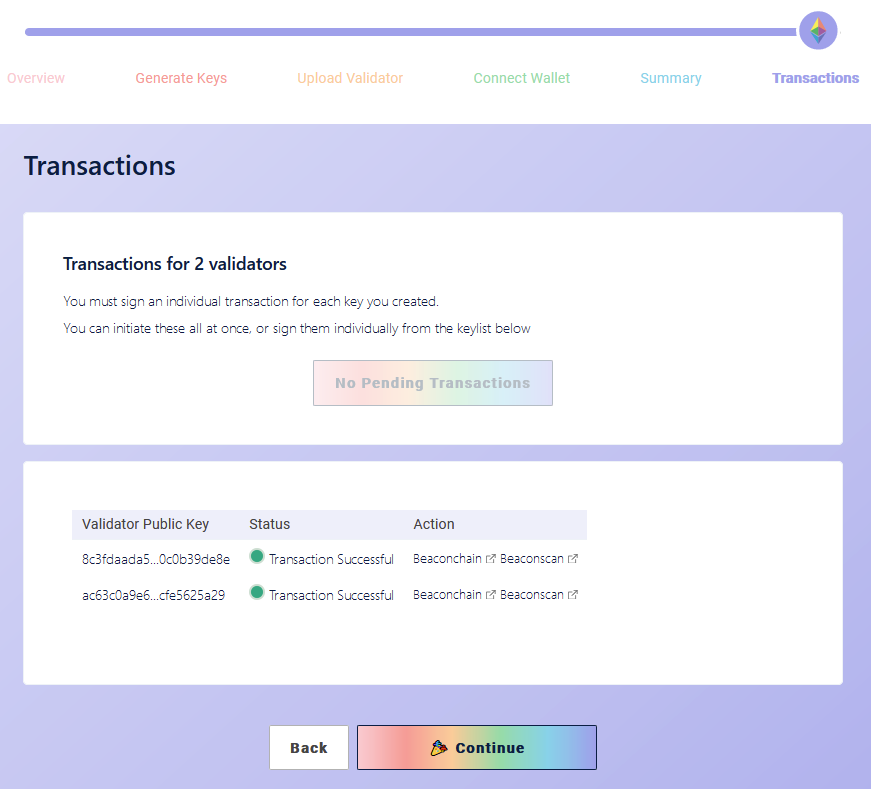 Overview Generate Keys Upload Validator Connect Wallet Summary Transactions
Transactions
Transactions for 2 validators
You must sign an individual transaction for each key you created.
You can initiate these all at once, or sign them individually from the keylist below
No Pending Transactions
Validator Public Key Status Action
8c3fdaada5...0c0b39de8e Transaction Successful Beaconchain Beaconscan
ac63c0a9e6...cfe5625a29 Transaction Successful Beaconchain Beaconscan
Back Continue